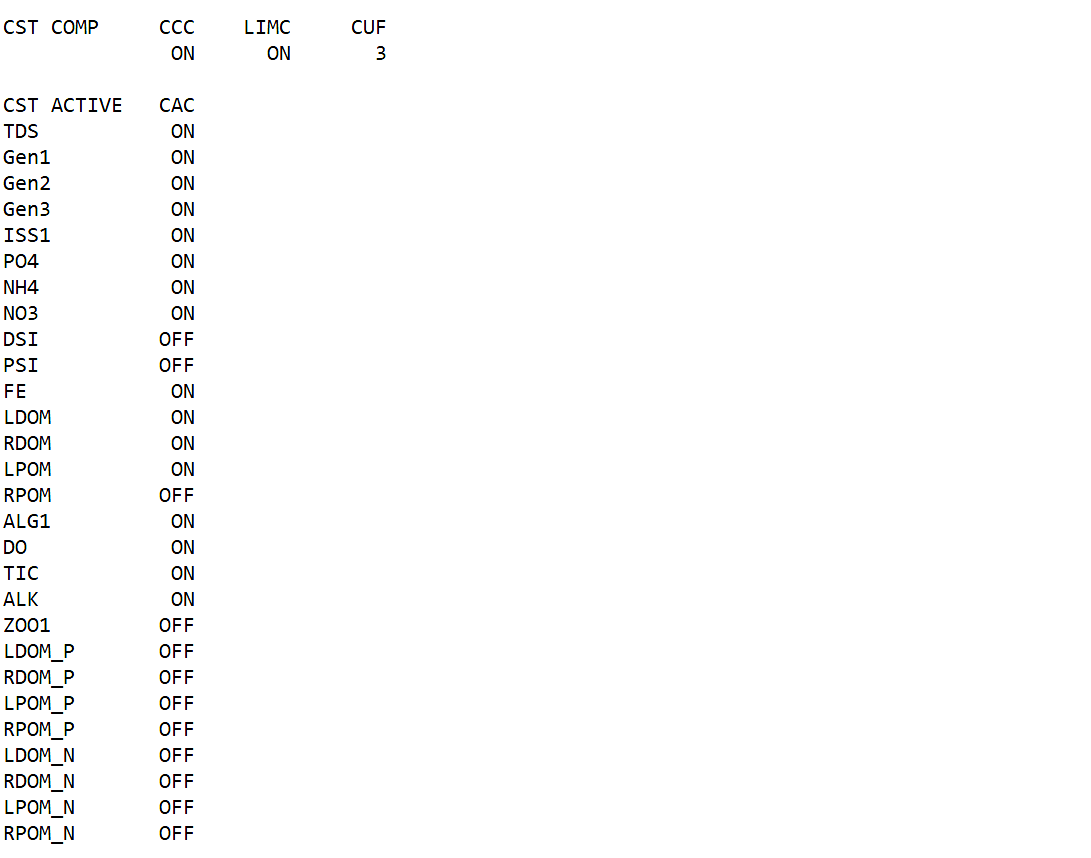 CST COMP     CCC    LIMC     CUF
              ON      ON       3

CST ACTIVE   CAC
TDS           ON
Gen1          ON
Gen2          ON
Gen3          ON
ISS1          ON
PO4           ON
NH4           ON
NO3           ON
DSI          OFF
PSI          OFF
FE            ON
LDOM          ON
RDOM          ON
LPOM          ON
RPOM         OFF
ALG1          ON
DO            ON
TIC           ON
ALK           ON
ZOO1         OFF
LDOM_P       OFF
RDOM_P       OFF
LPOM_P       OFF
RPOM_P       OFF
LDOM_N       OFF
RDOM_N       OFF
LPOM_N       OFF
RPOM_N       OFF